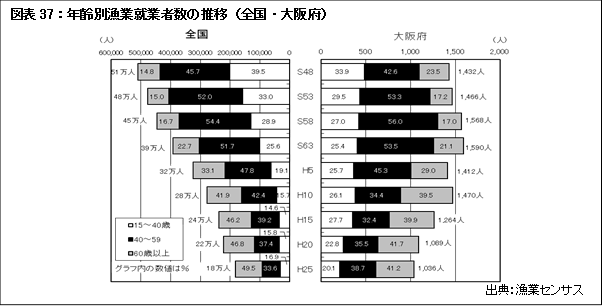 図表 37：年齢別漁業就業者数の推移（全国・大阪府）
全国 大阪府
（人） （人）
600,000 500,000 400,000 300,000 200,000 100,000 0 0 500 1,000 1,500 2,000
51万人 14.8 45.7 39.5 S48 33.9 42.6 23.5 1,432人
48万人 15.0 52.0 33.0 S53 29.5 53.3 17.2 1,466人
45万人 16.7 54.4 28.9 S58 27.0 56.0 17.0 1,568人
39万人 22.7 51.7 25.6 S63 25.4 53.5 21.1 1,590人
32万人 33.1 47.8 19.1 H5 25.7 45.3 29.0 1,412人
28万人 41.9 42.4 15.7 H10 26.1 34.4 39.5 1,470人
24万人 46.2 39.2 14.6 H15 27.7 32.4 39.9 1,264人
22万人 46.8 37.4 15.8 H20 22.8 35.5 41.7 1,089人
18万人 49.5 33.6 16.9 H25 20.1 38.7 41.2 1,036人
15～40歳
40～59
60歳以上
グラフ内の数値は％
出典：漁業センサス